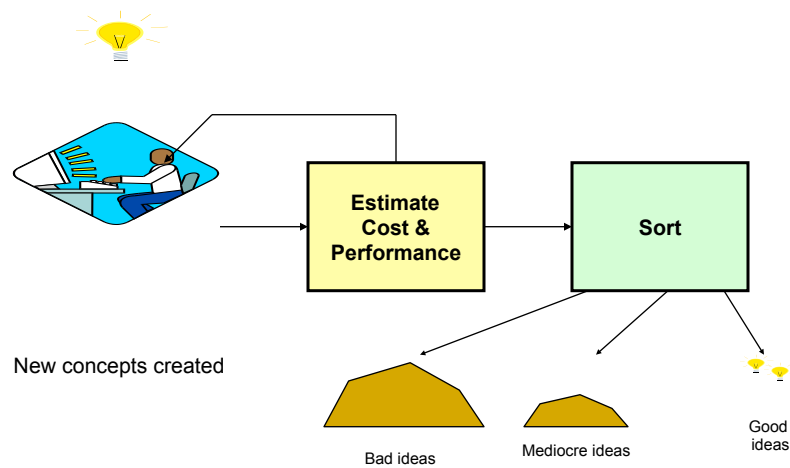 Estimate
Cost &
Performance
Sort
New concepts created
Bad ideas
Mediocre ideas
Good
ideas